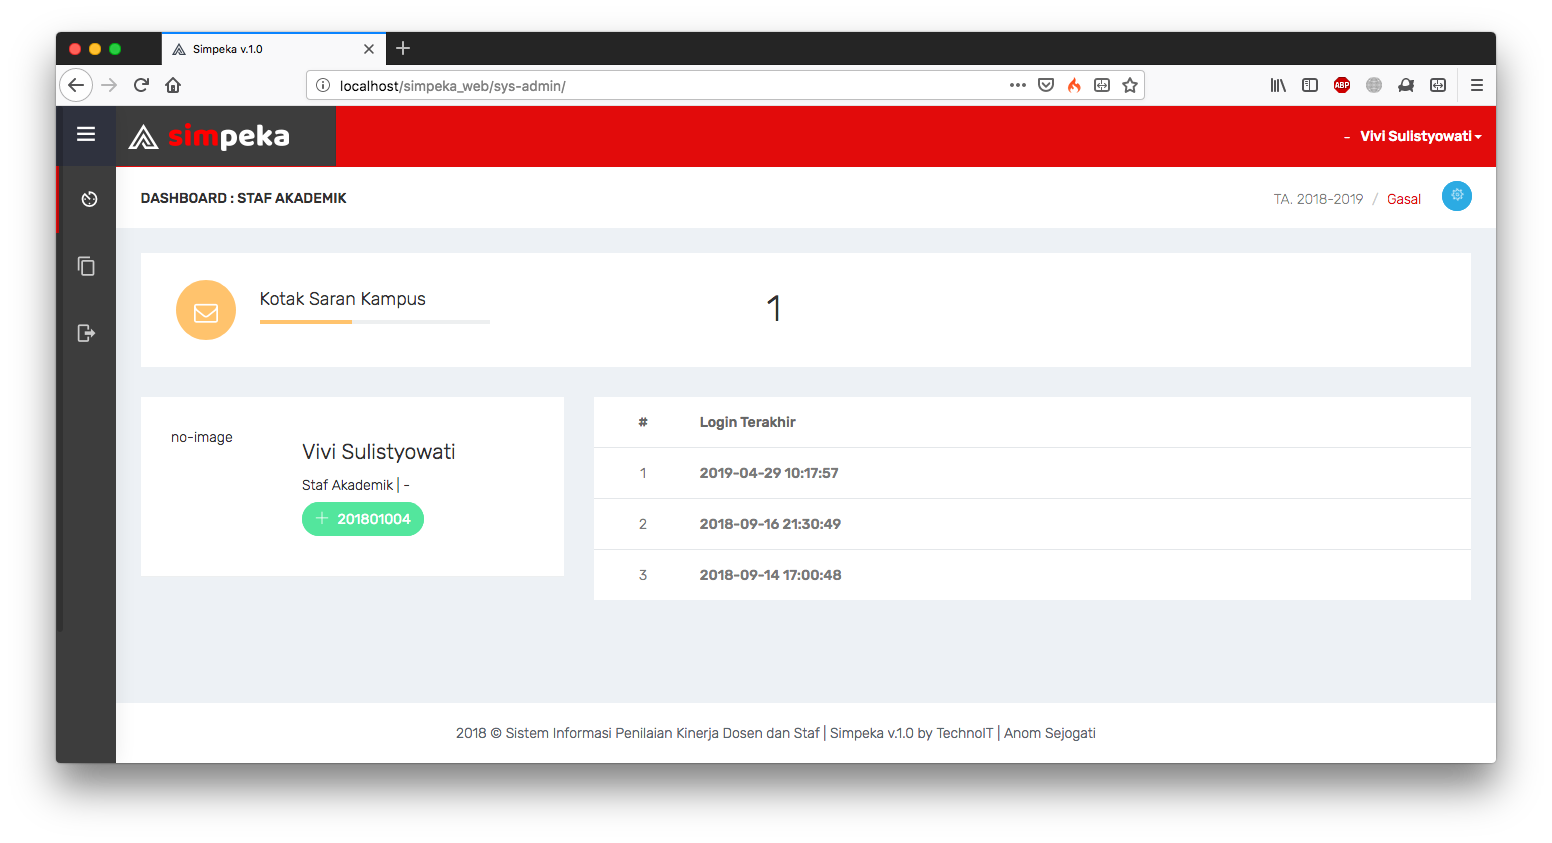 Simpeka v.1.0
localhost/simpeka_web/sys-admin/
ABP
simpeka
- Vivi Sulistyowati
DASHBOARD : STAF AKADEMIK
TA. 2018-2019 / Gasal
Kotak Saran Kampus
1
no-image
Vivi Sulistyowati
Staf Akademik | -
+ 201801004
# Login Terakhir
1 2019-04-29 10:17:57
2 2018-09-16 21:30:49
3 2018-09-14 17:00:48
2018 © Sistem Informasi Penilaian Kinerja Dosen dan Staf | Simpeka v.1.0 by TechnoIT | Anom Sejogati